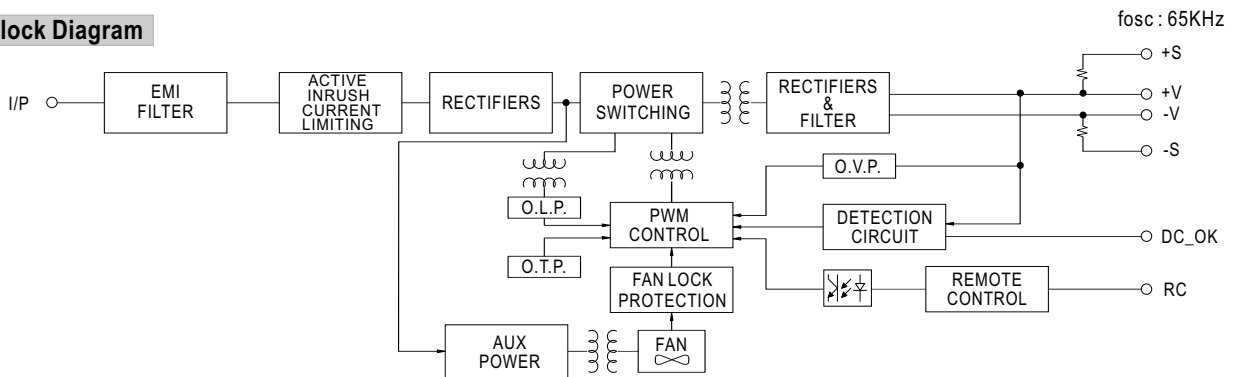 lock Diagram
fosc : 65KHz
I/P
EMI
FILTER
ACTIVE
INRUSH
CURRENT
LIMITING
RECTIFIERS
POWER
SWITCHING
RECTIFIERS
&
FILTER
+S
+V
-V
-S
O.V.P.
O.L.P.
PWM
CONTROL
DETECTION
CIRCUIT
DC_OK
O.T.P.
FAN LOCK
PROTECTION
REMOTE
CONTROL
RC
AUX
POWER
FAN